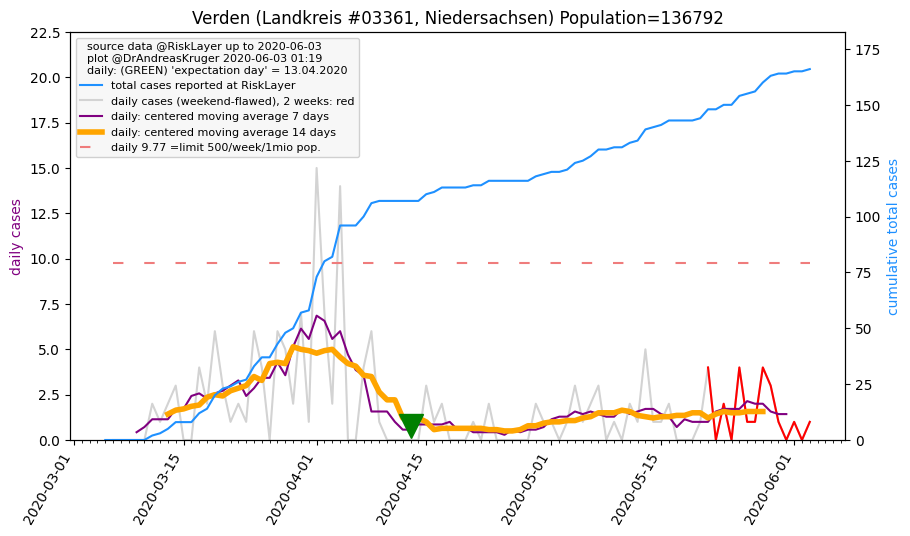 Verden (Landkreis #03361, Niedersachsen) Population=136792
source data @RiskLayer up to 2020-06-03
plot @DrAndreasKruger 2020-06-03 01:19
daily: (GREEN) 'expectation day' = 13.04.2020
total cases reported at RiskLayer
daily cases (weekend-flawed), 2 weeks: red
daily: centered moving average 7 days
daily: centered moving average 14 days
daily 9.77 =limit 500/week/1mio pop.
daily cases
22.5
20.0
17.5
15.0
12.5
10.0
7.5
5.0
2.5
0.0
175
150
125
100
75
50
25
0
cumulative total cases
2020-03-01
2020-03-15
2020-04-01
2020-04-15
2020-05-01
2020-05-15
2020-06-01